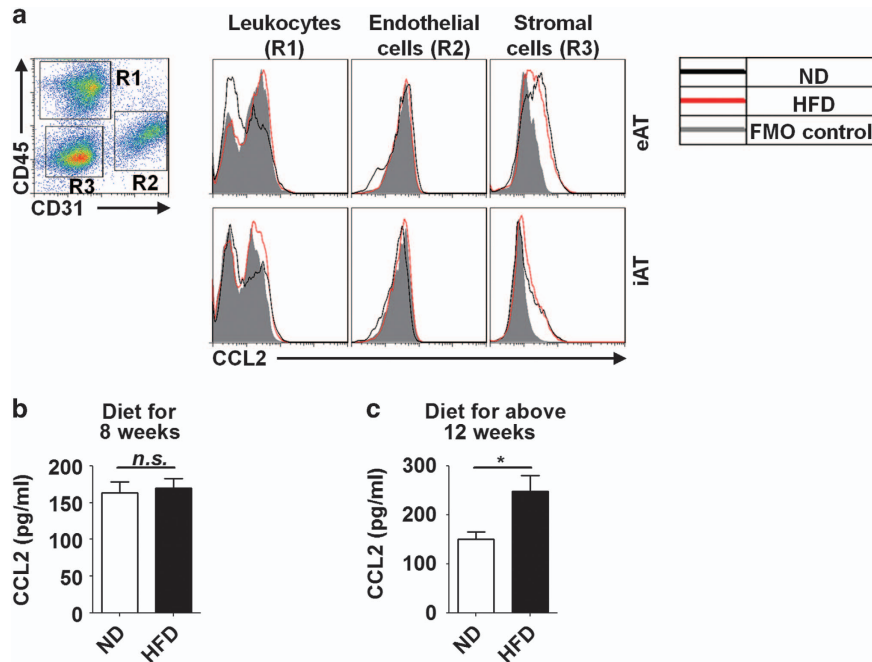 a
Leukocytes (R1)
Endothelial cells (R2)
Stromal cells (R3)
CD45
R1
R3
R2
CD31
eAT
iAT
CCL2
ND
HFD
FMO control
b
Diet for
8 weeks
n.s.
CCL2 (pg/ml)
200
150
100
50
0
ND
HFD
c
Diet for above
12 weeks
*
CCL2 (pg/ml)
300
200
100
0
ND
HFD